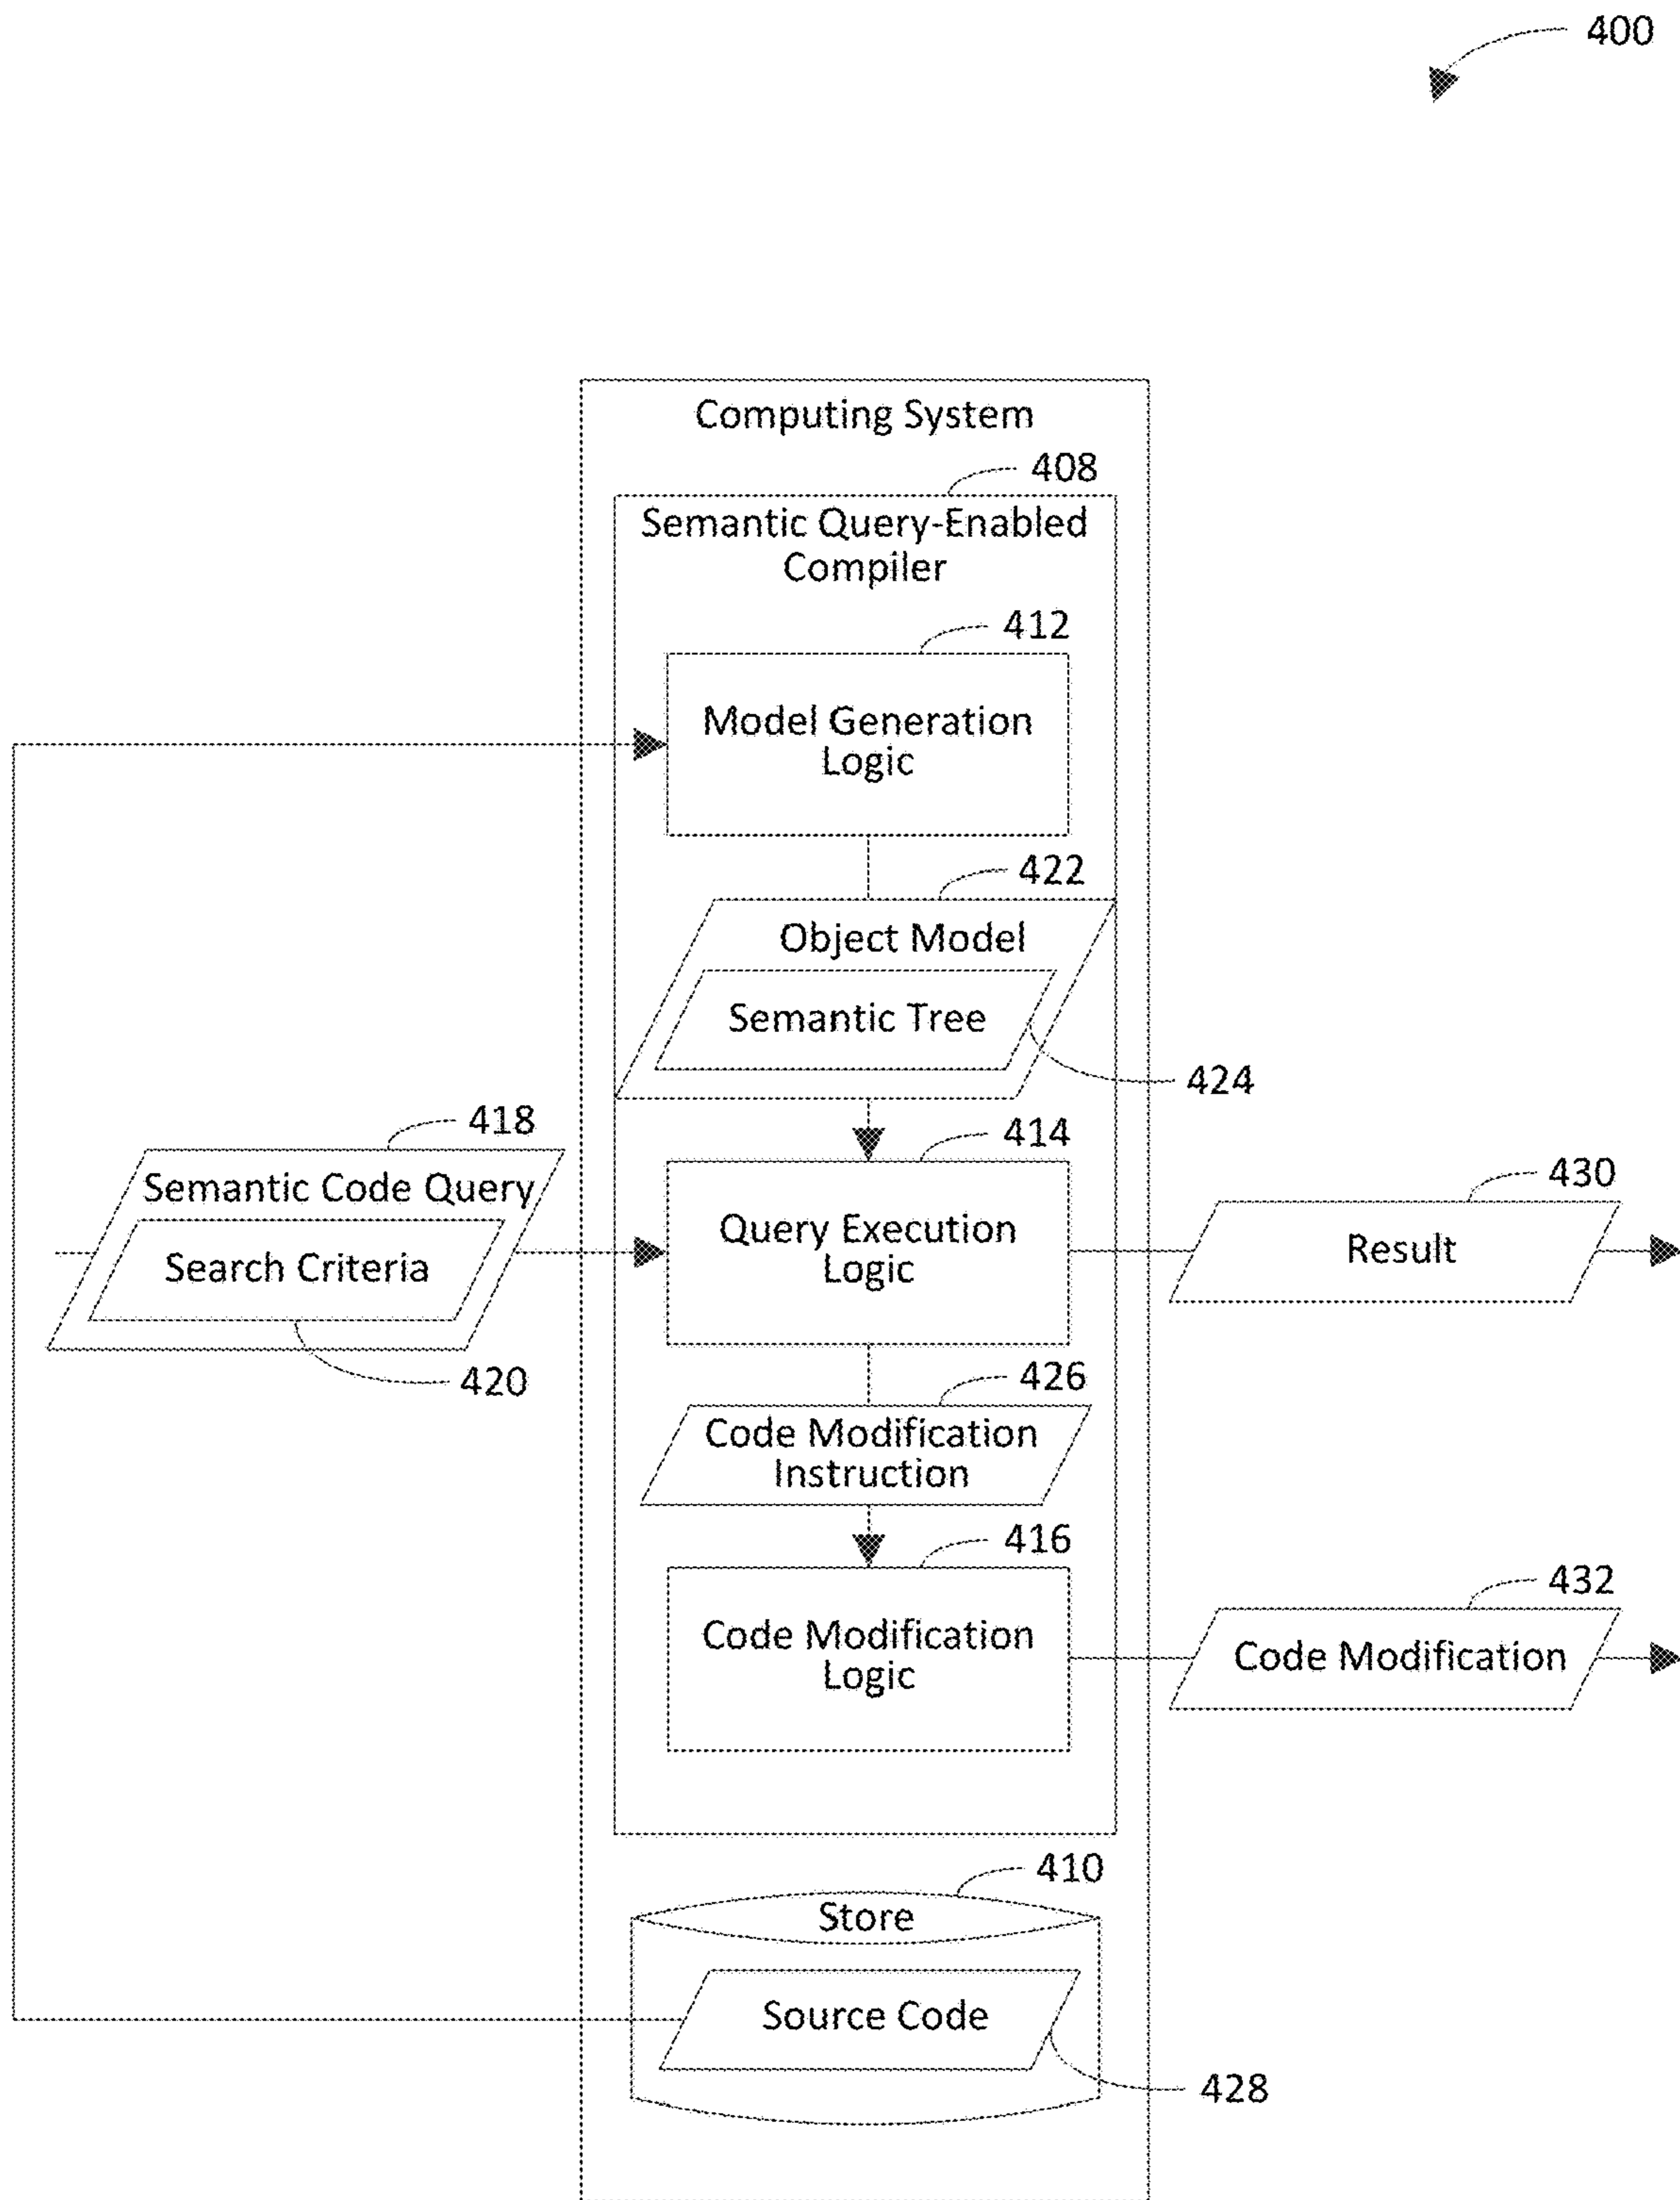 400
Computing System
408
Semantic Query-Enabled
Compiler
412
Model Generation
Logic
422
Object Model
Semantic Tree
424
418
414
430
Semantic Code Query
Search Criteria
Query Execution
Logic
Result
420
426
Code Modification
Instruction
416
432
Code Modification
Logic
Code Modification
410
Store
Source Code
428